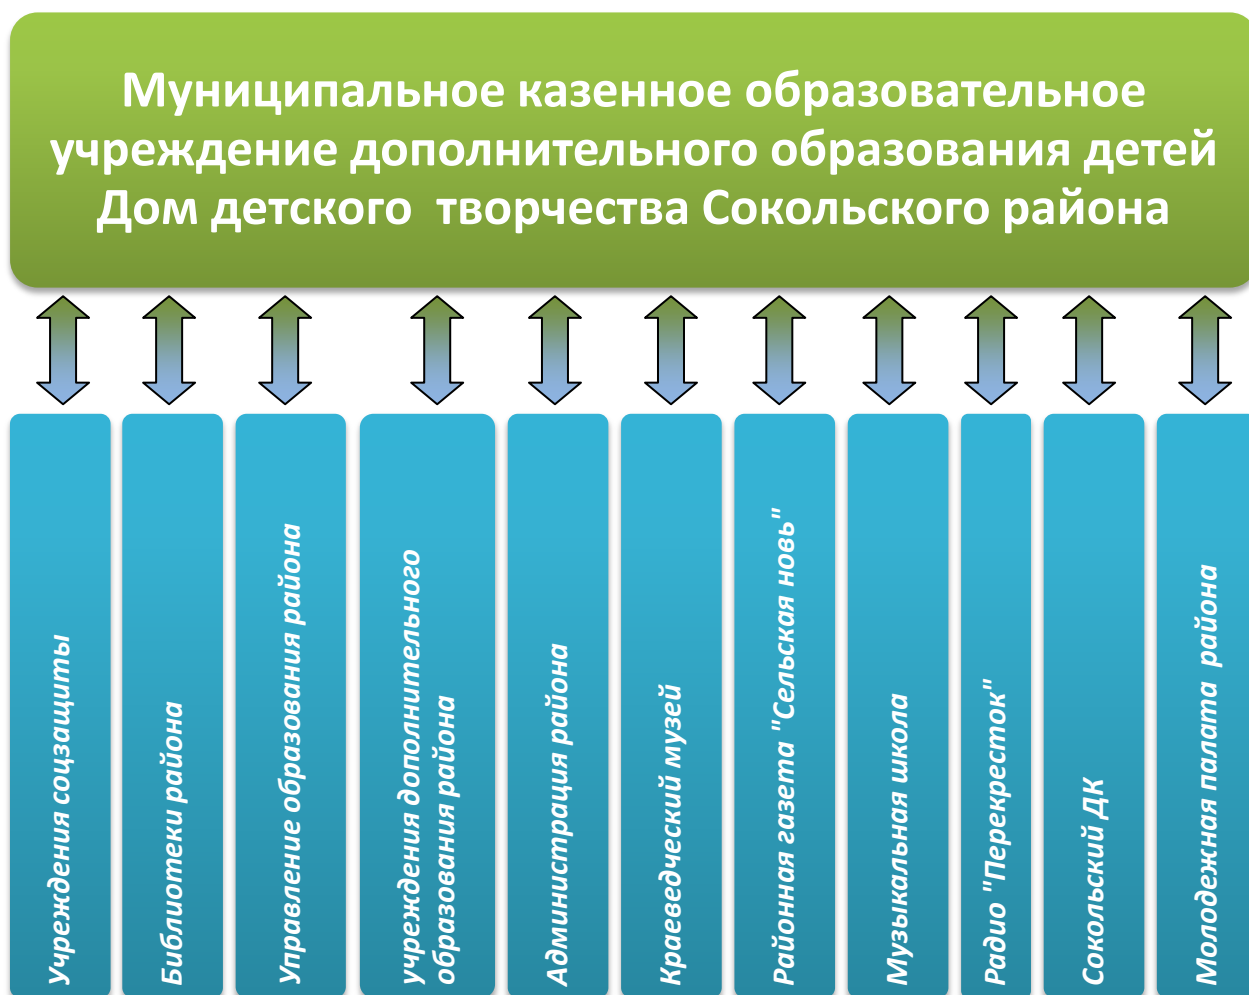 Муниципальное казенное образовательное
учреждение дополнительного образования детей
Дом детского  творчества Сокольского района
Учреждения соцзащиты
Библиотеки района
Управление образования района
учреждения дополнительного
образования района
Администрация района
Краеведческий музей
Районная газета "Сельская новь"
Музыкальная школа
Радио "Перекресток"
Сокольский ДК
Молодежная палата  района